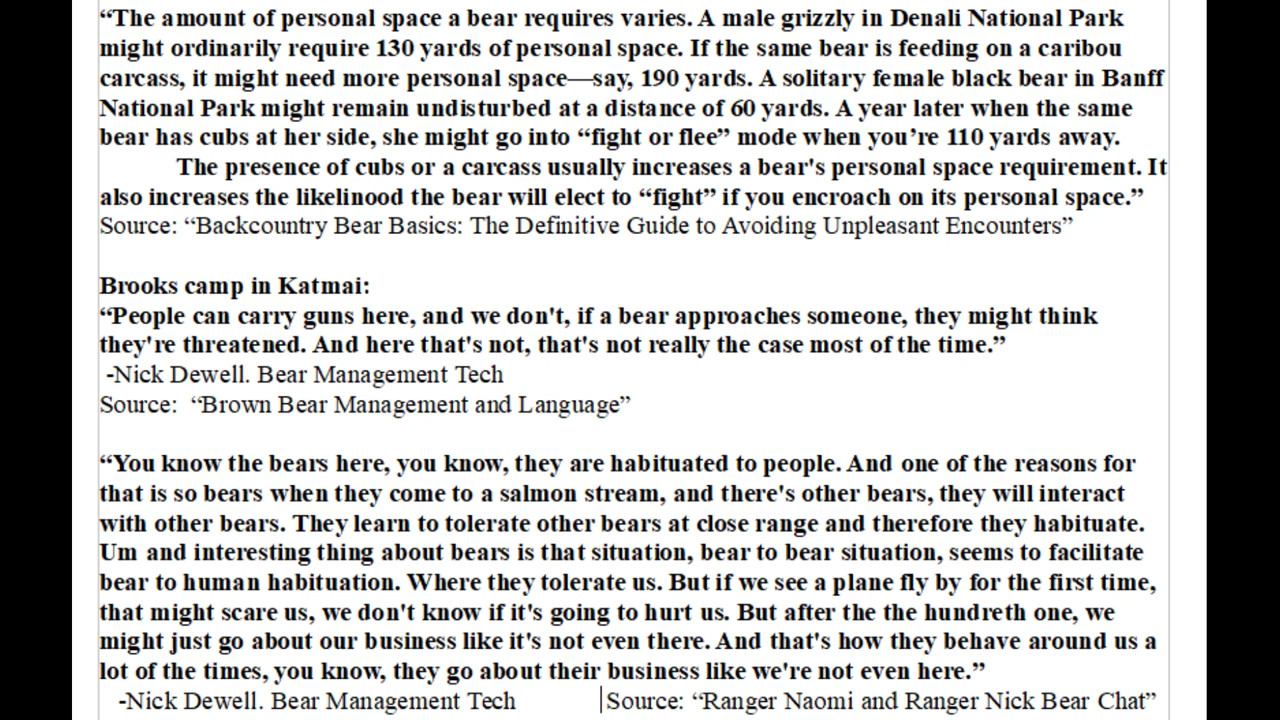 “The amount of personal space a bear requires varies. A male grizzly in Denali National Park
might ordinarily require 130 yards of personal space. If the same bear is feeding on a caribou
carcass, it might need more personal space—say, 190 yards. A solitary female black bear in Banff
National Park might remain undisturbed at a distance of 60 yards. A year later when the same
bear has cubs at her side, she might go into “fight or flee” mode when you’re 110 yards away.
The presence of cubs or a carcass usually increases a bear's personal space requirement. It
also increases the likelinood the bear will elect to “fight” if you encroach on its personal space.”
Source: “Backcountry Bear Basics: The Definitive Guide to Avoiding Unpleasant Encounters”
Brooks camp in Katmai:
“People can carry guns here, and we don't, if a bear approaches someone, they might think
they're threatened. And here that's not, that's not really the case most of the time.”
-Nick Dewell. Bear Management Tech
Source: “Brown Bear Management and Language”
“You know the bears here, you know, they are habituated to people. And one of the reasons for
that is so bears when they come to a salmon stream, and there's other bears, they will interact
with other bears. They learn to tolerate other bears at close range and therefore they habituate.
Um and interesting thing about bears is that situation, bear to bear situation, seems to facilitate
bear to human habituation. Where they tolerate us. But if we see a plane fly by for the first time,
that might scare us, we don't know if it's going to hurt us. But after the the hundreth one, we
might just go about our business like it's not even there. And that's how they behave around us a
lot of the times, you know, they go about their business like we're not even here.”
-Nick Dewell. Bear Management Tech Source: “Ranger Naomi and Ranger Nick Bear Chat”